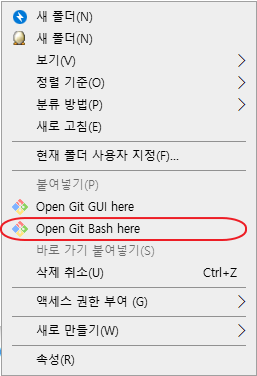 새 폴더(N)
새 폴더(N)
보기(V)
정렬 기준(O)
분류 방법(P)
새로 고침(E)
현재 폴더 사용자 지정(F)...
붙여넣기(P)
Open Git GUI here
Open Git Bash here
바로 가기 붙여넣기(S)
삭제 취소(U) Ctrl+Z
액세스 권한 부여 (G)
새로 만들기(W)
속성(R)